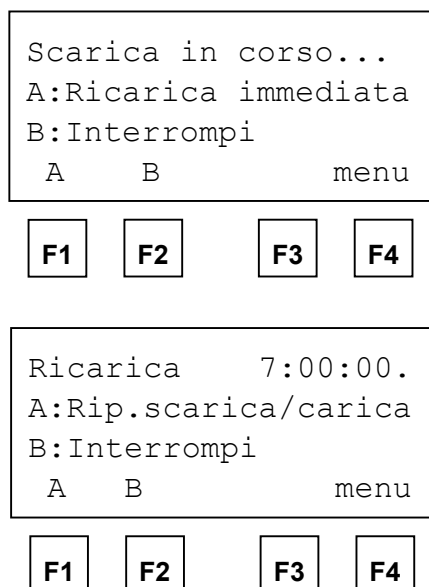 Scarica in corso...
A:Ricarica immediata
B:Interrompi
A B menu
F1 F2 F3 F4
Ricarica 7:00:00.
A:Rip.scarica/carica
B:Interrompi
A B menu
F1 F2 F3 F4